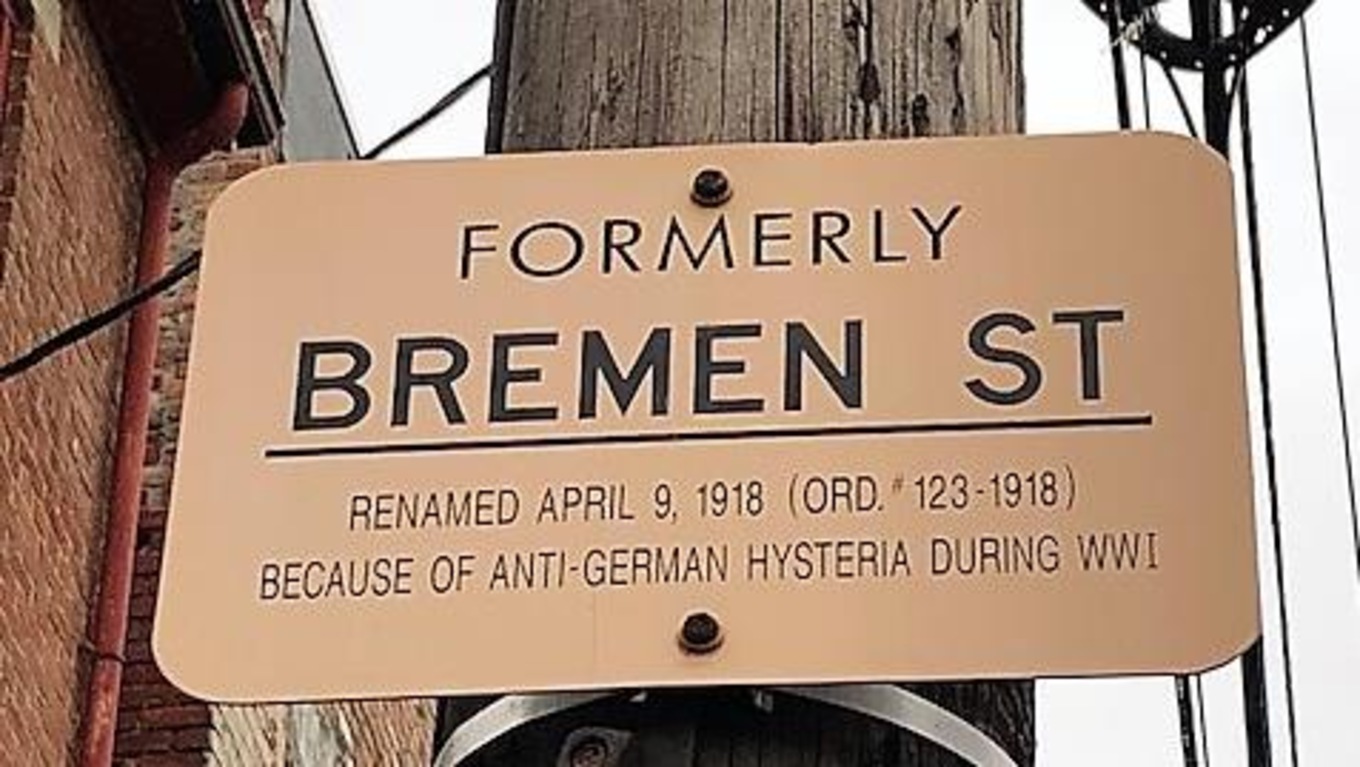 FORMERLY
BREMEN ST
RENAMED APRIL 9, 1918 (ORD. # 123-1918)
BECAUSE OF ANTI-GERMAN HYSTERIA DURING WWI